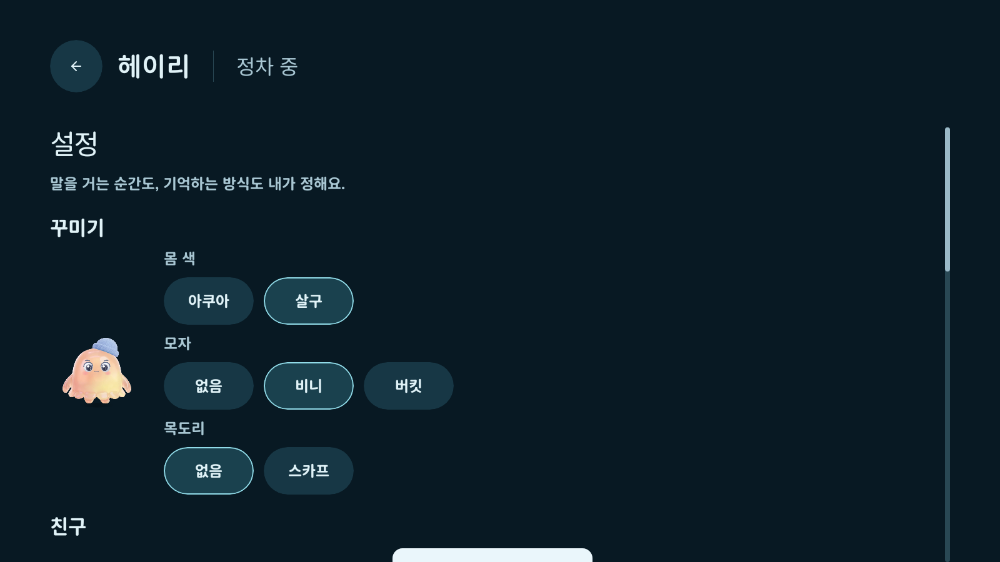 헤이리
정차 중
설정
말을 거는 순간도, 기억하는 방식도 내가 정해요.
꾸미기
몸 색
아쿠아
살구
모자
없음
비니
버킷
목도리
없음
스카프
친구